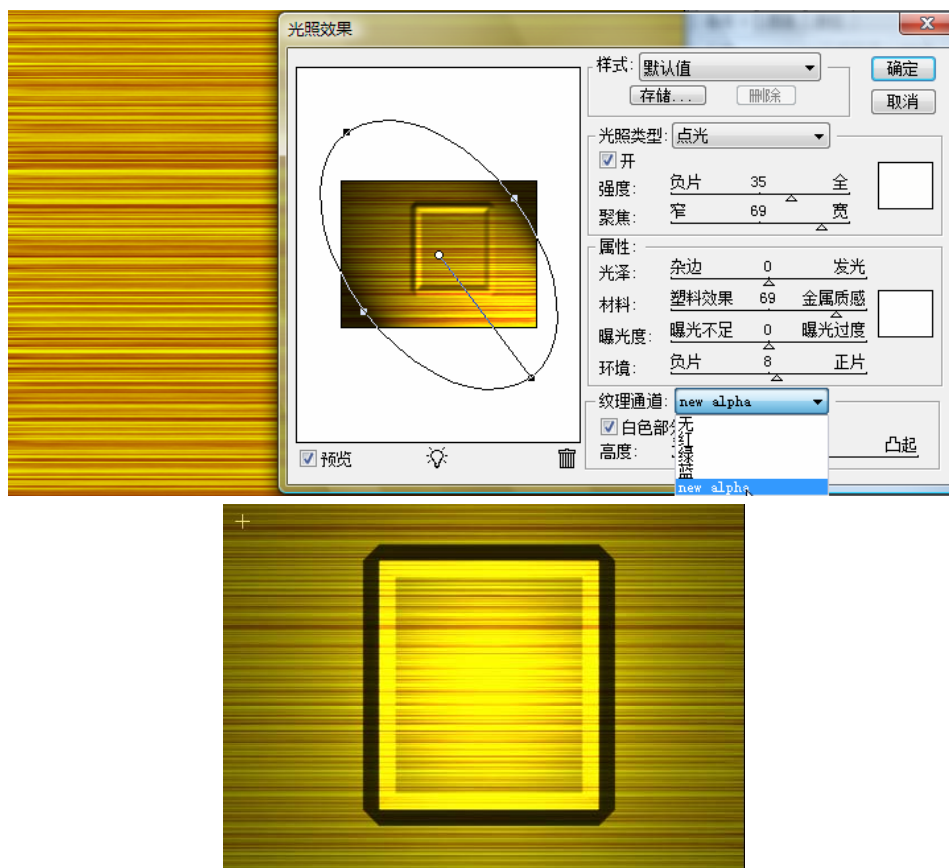 光照效果
样式: 默认值
存储... 删除
确定
取消
光照类型: 点光
开
强度: 负片 35 全
聚焦: 窄 69 宽
属性:
光泽: 杂边 0 发光
材料: 塑料效果 69 金属质感
曝光度: 曝光不足 0 曝光过度
环境: 负片 8 正片
纹理通道: new alpha
白色部
无
红
绿
高度: 凸起
蓝
new alpha
预览